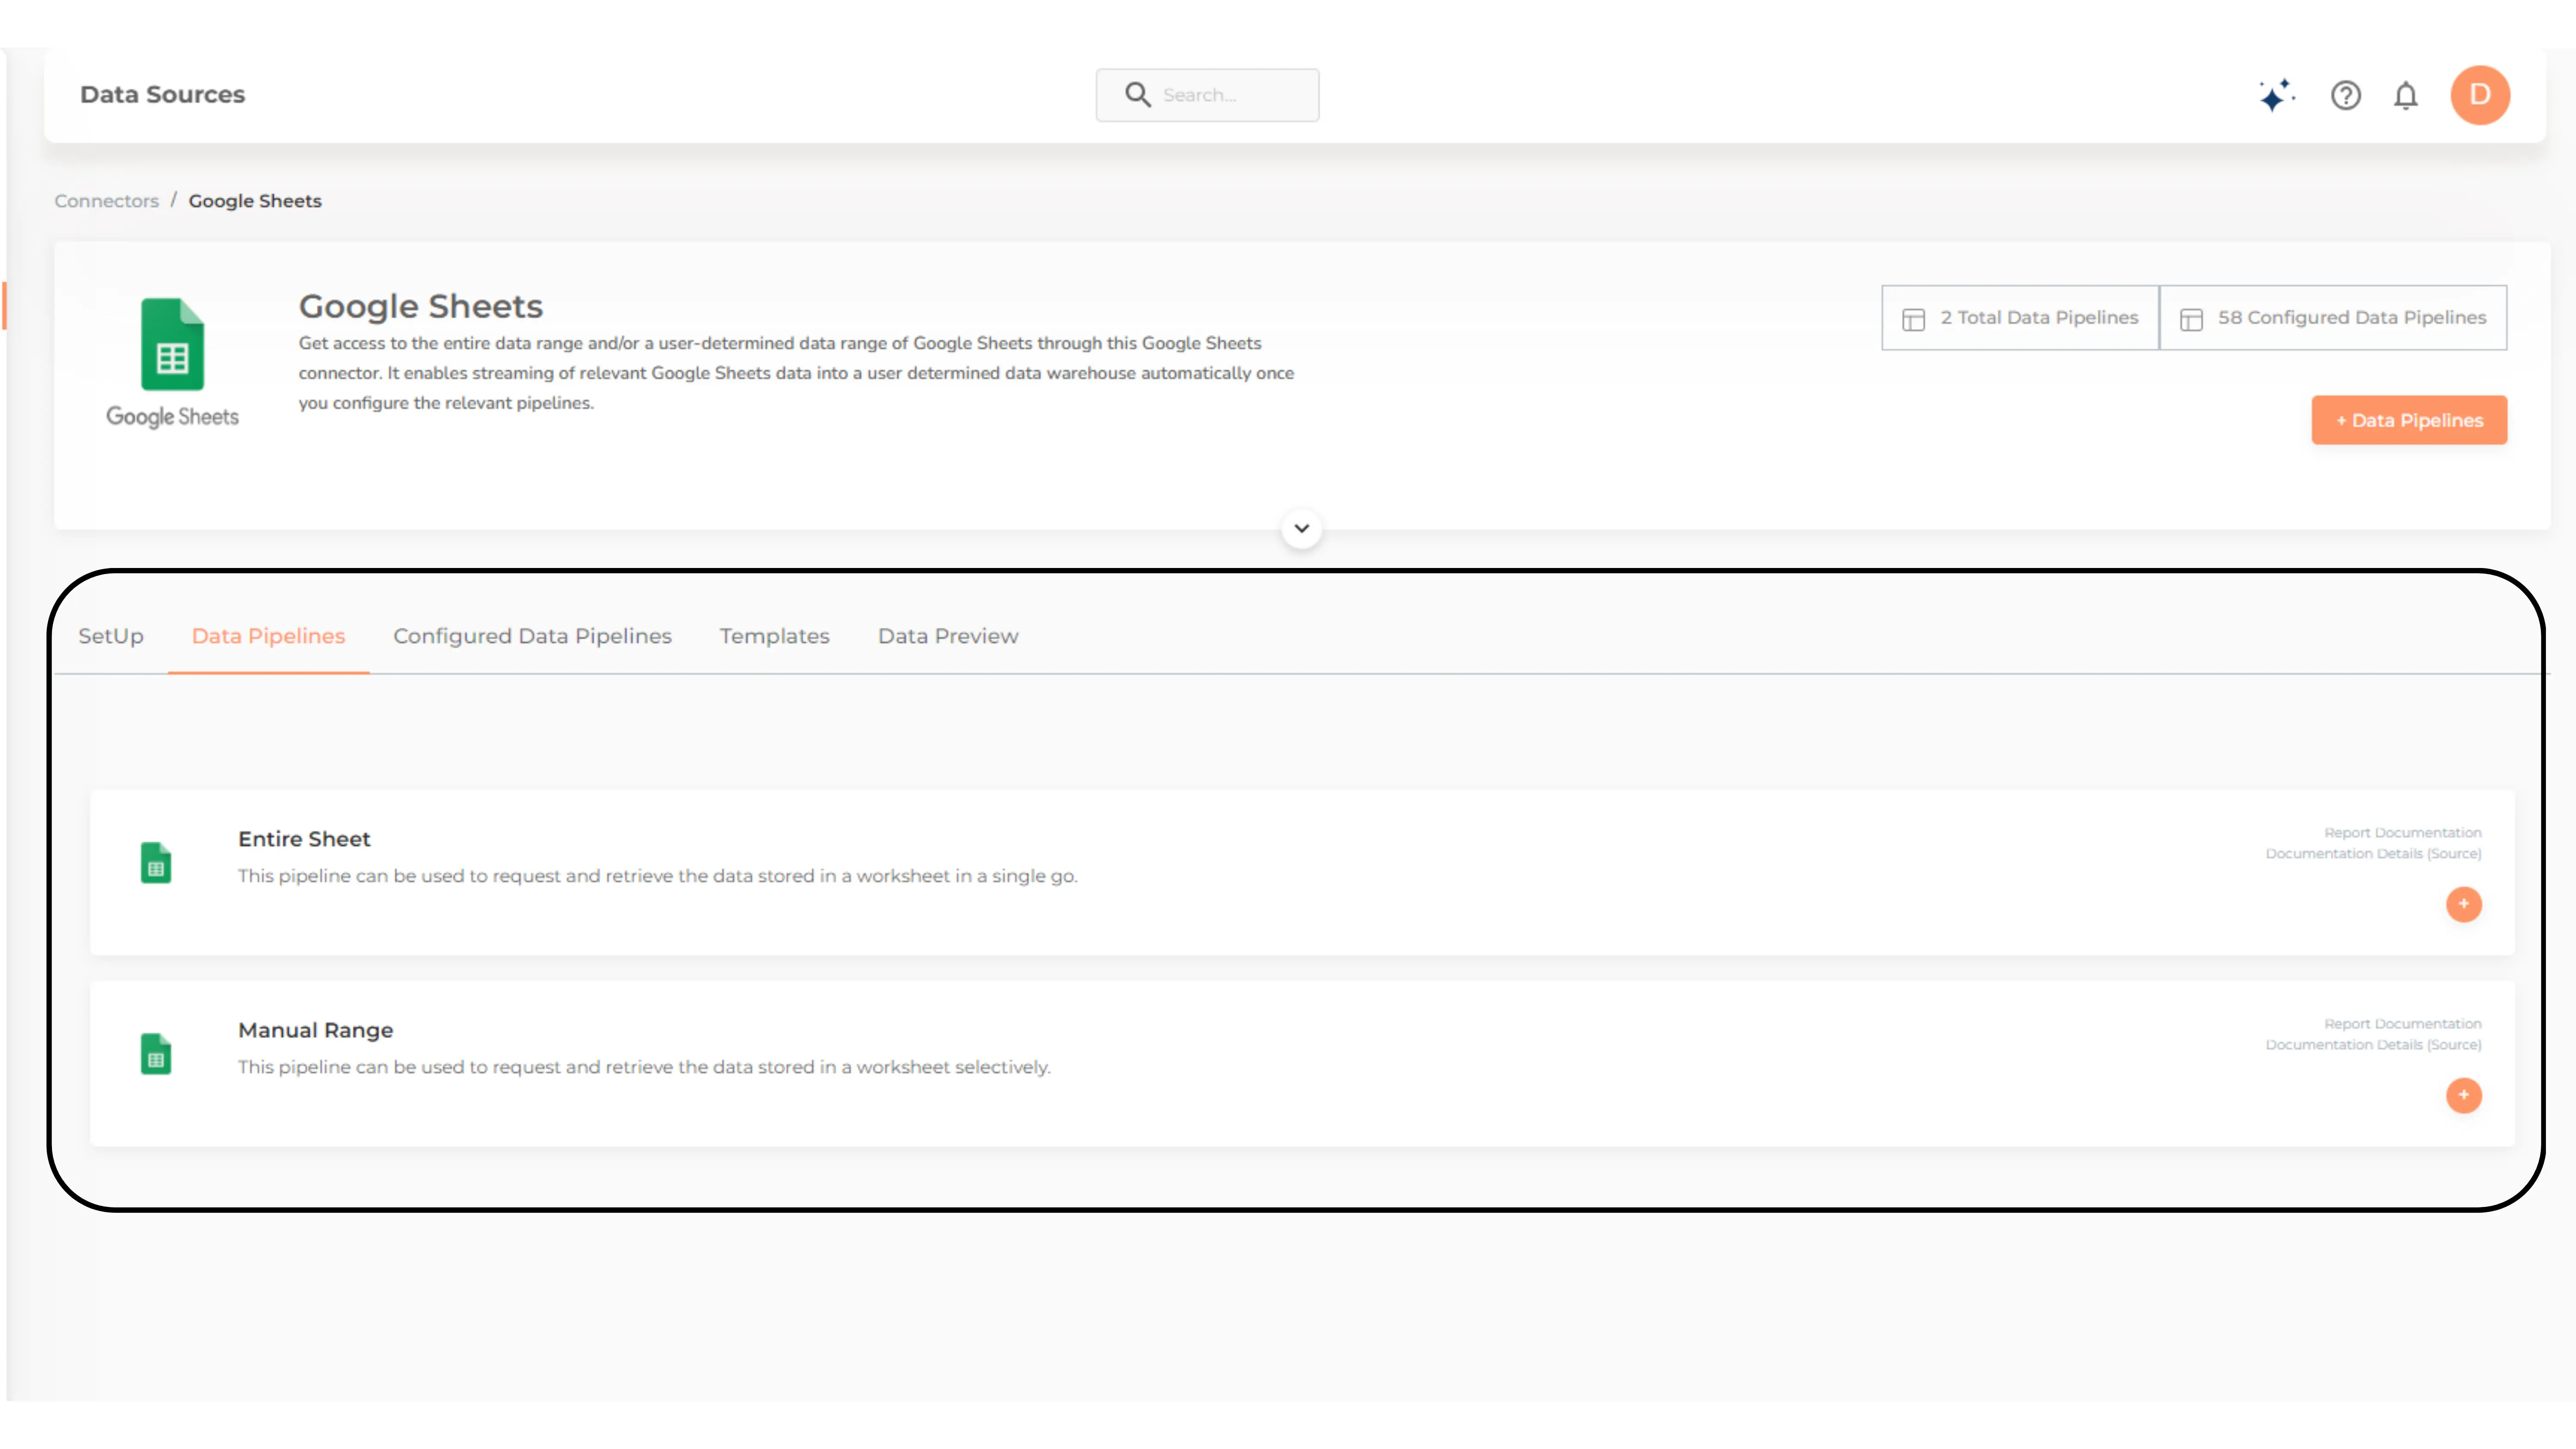 Data Sources
Search...
D
Connectors / Google Sheets
Google Sheets
Google Sheets
Get access to the entire data range and/or a user-determined data range of Google Sheets through this Google Sheets
connector. It enables streaming of relevant Google Sheets data into a user determined data warehouse automatically once
you configure the relevant pipelines.
2 Total Data Pipelines
58 Configured Data Pipelines
+ Data Pipelines
SetUp
Data Pipelines
Configured Data Pipelines
Templates
Data Preview
Entire Sheet
This pipeline can be used to request and retrieve the data stored in a worksheet in a single go.
Report Documentation
Documentation Details (Source)
+
Manual Range
This pipeline can be used to request and retrieve the data stored in a worksheet selectively.
Report Documentation
Documentation Details (Source)
+